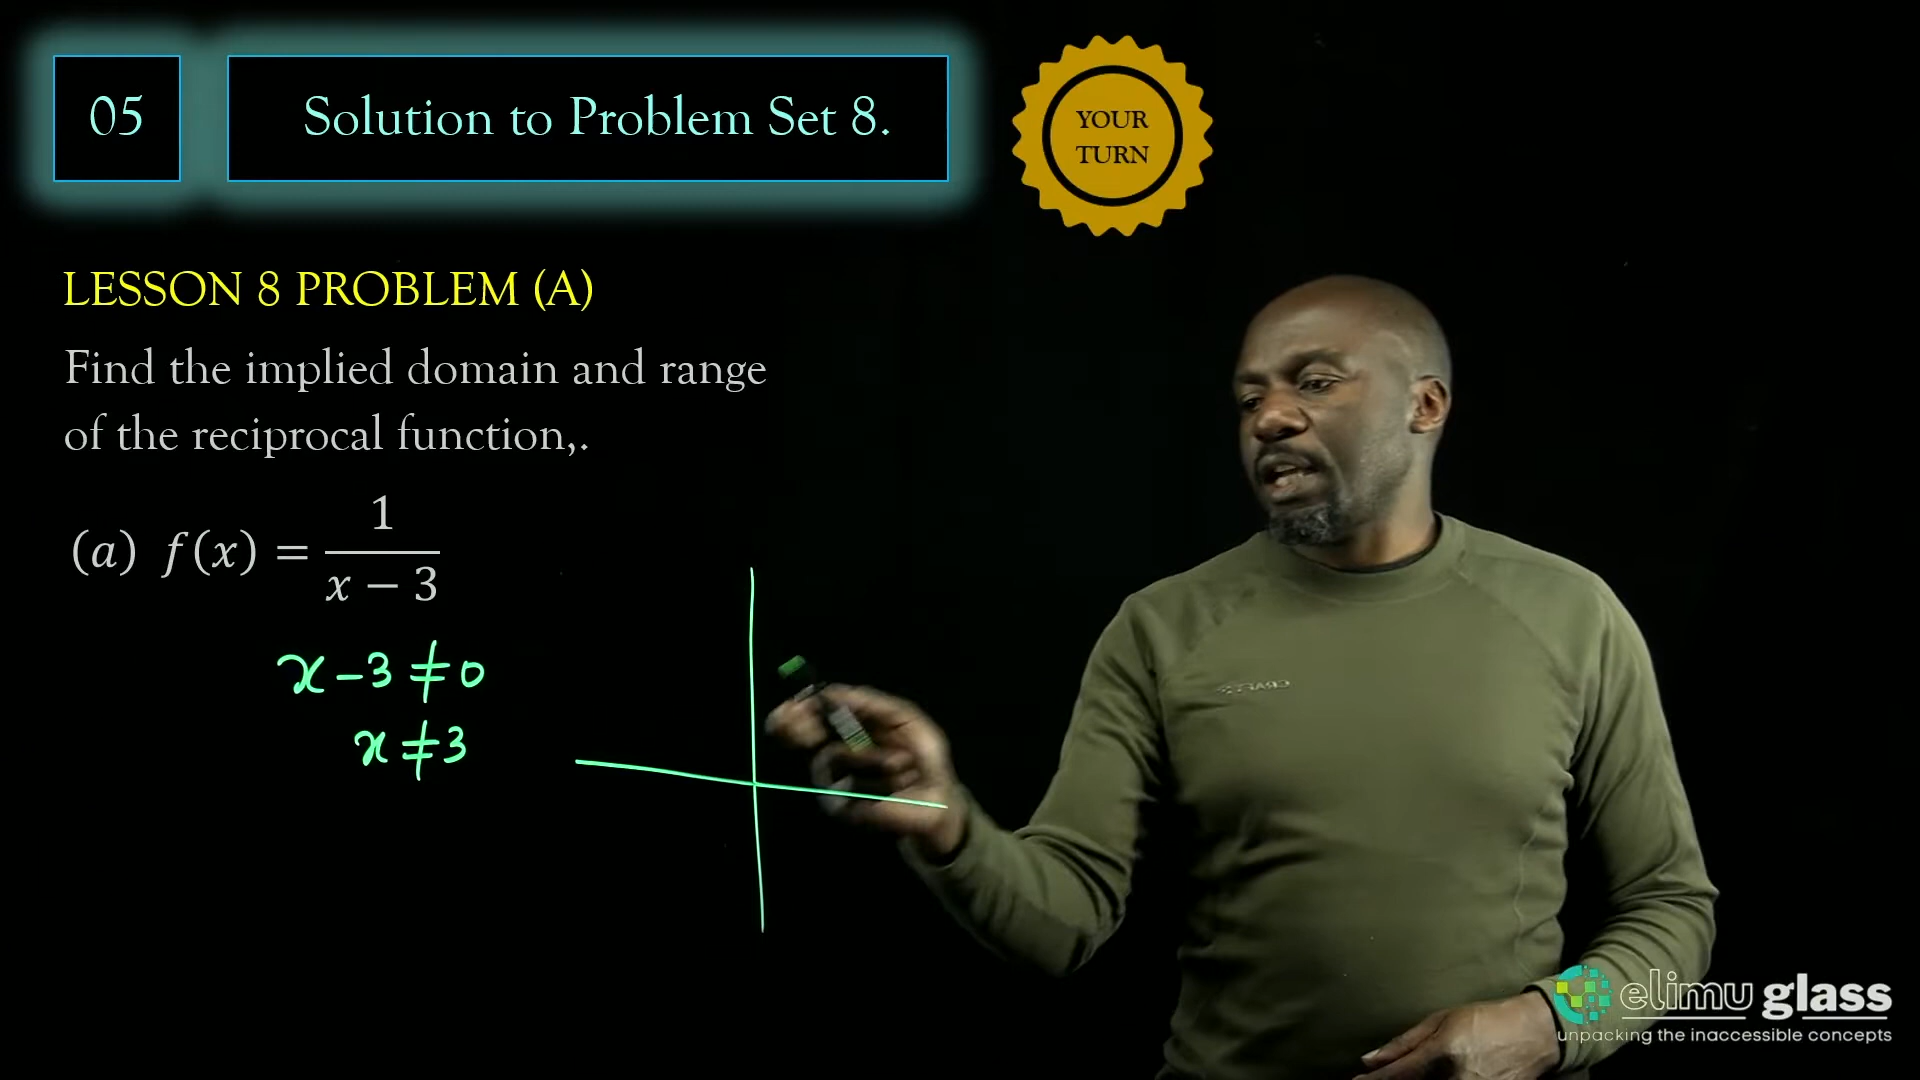 05
Solution to Problem Set 8.
YOUR
TURN
LESSON 8 PROBLEM (A)
Find the implied domain and range
of the reciprocal function,.
(a) f(x) = 1/(x − 3)
x − 3 ≠ 0
x ≠ 3
CRAFT
elimu glass
unpacking the inaccessible concepts